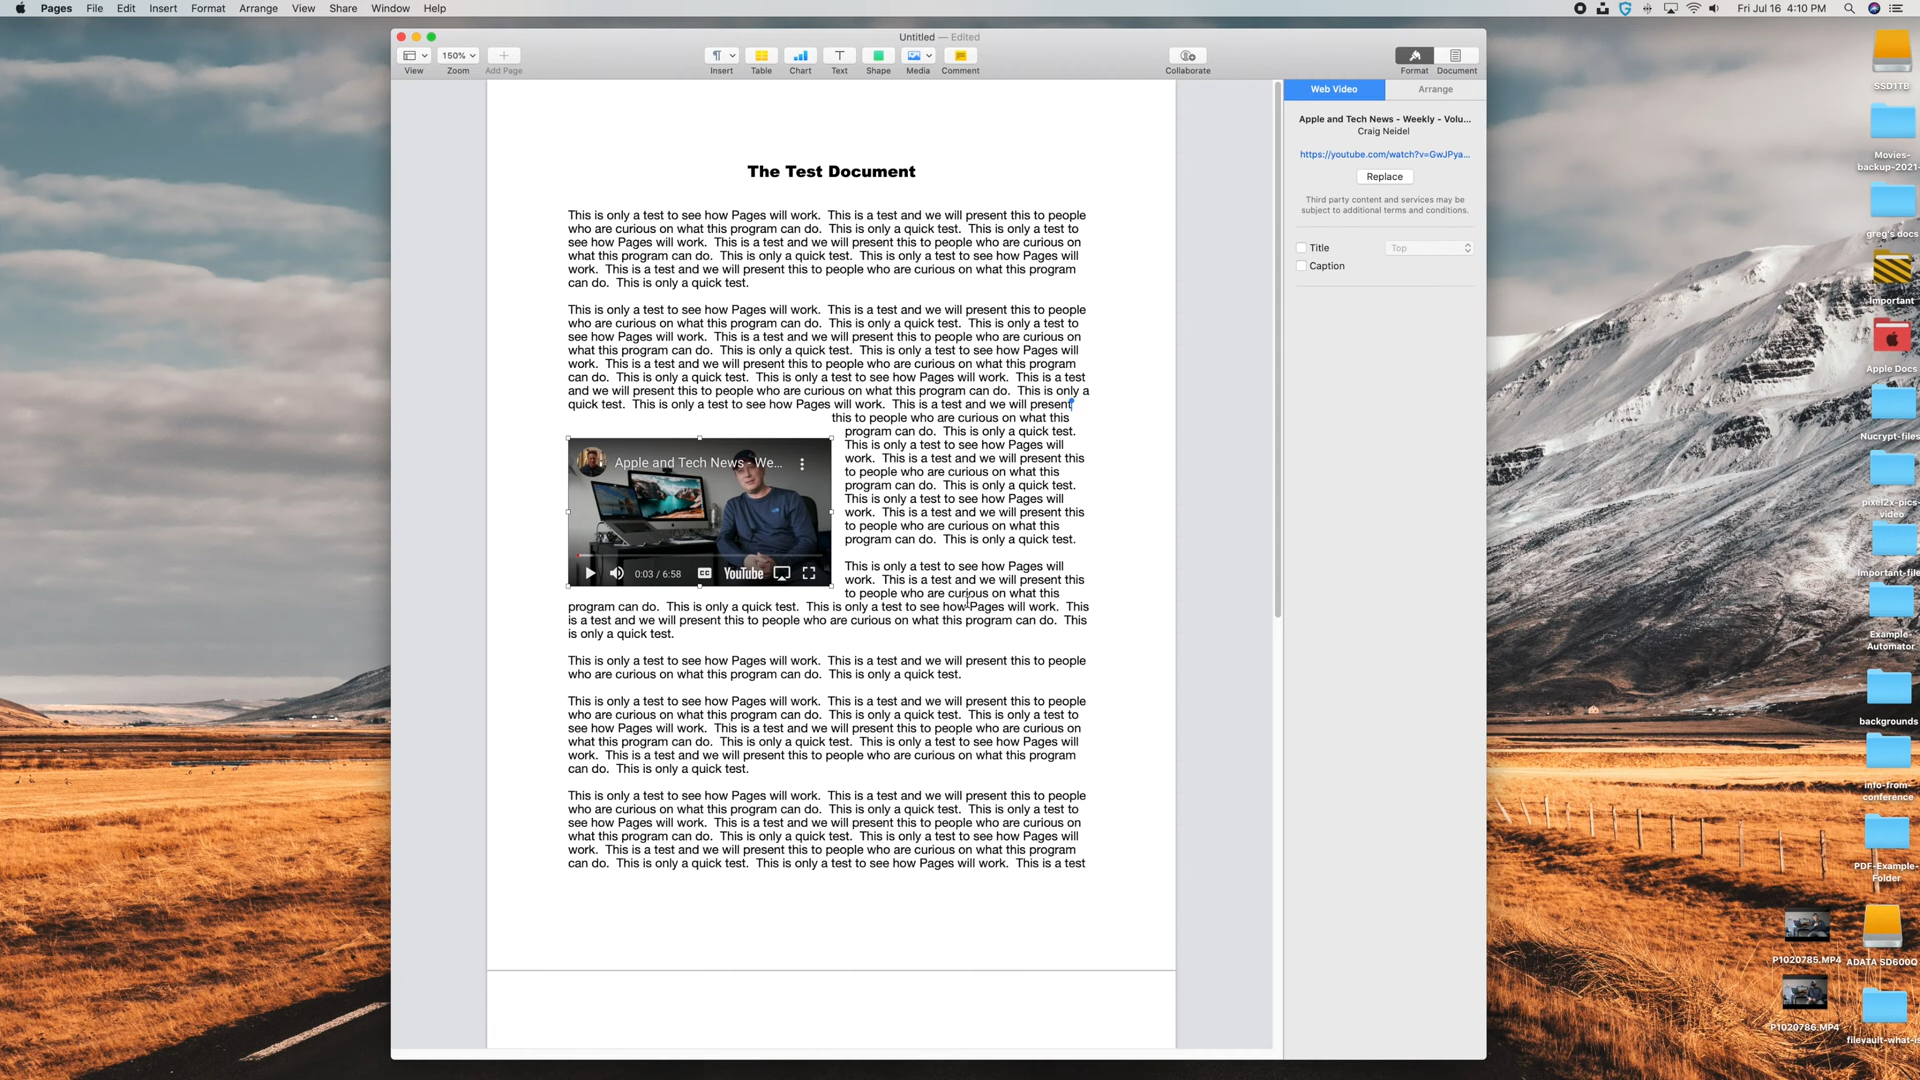 Pages File Edit Insert Format Arrange View Share Window Help
Fri Jul 16 4:10 PM
Untitled — Edited
150%
View Zoom Add Page Insert Table Chart Text Shape Media Comment Collaborate Format Document
Web Video Arrange
Apple and Tech News - Weekly - Volu...
Craig Neidel
https://youtube.com/watch?v=GwJPya...
Replace
Third party content and services may be
subject to additional terms and conditions.
Title Top
Caption
The Test Document
This is only a test to see how Pages will work. This is a test and we will present this to people
who are curious on what this program can do. This is only a quick test. This is only a test to
see how Pages will work. This is a test and we will present this to people who are curious on
what this program can do. This is only a quick test. This is only a test to see how Pages will
work. This is a test and we will present this to people who are curious on what this program
can do. This is only a quick test.
This is only a test to see how Pages will work. This is a test and we will present this to people
who are curious on what this program can do. This is only a quick test. This is only a test to
see how Pages will work. This is a test and we will present this to people who are curious on
what this program can do. This is only a quick test. This is only a test to see how Pages will
work. This is a test and we will present this to people who are curious on what this program
can do. This is only a quick test. This is only a test to see how Pages will work. This is a test
and we will present this to people who are curious on what this program can do. This is only a
quick test. This is only a test to see how Pages will work. This is a test and we will present
this to people who are curious on what this
program can do. This is only a quick test.
This is only a test to see how Pages will
work. This is a test and we will present this
to people who are curious on what this
program can do. This is only a quick test.
This is only a test to see how Pages will
work. This is a test and we will present this
to people who are curious on what this
program can do. This is only a quick test.
Apple and Tech News - We...
0:03 / 6:58 CC YouTube
This is only a test to see how Pages will
work. This is a test and we will present this
to people who are curious on what this
program can do. This is only a quick test. This is only a test to see how Pages will work. This
is a test and we will present this to people who are curious on what this program can do. This
is only a quick test.
This is only a test to see how Pages will work. This is a test and we will present this to people
who are curious on what this program can do. This is only a quick test.
This is only a test to see how Pages will work. This is a test and we will present this to people
who are curious on what this program can do. This is only a quick test. This is only a test to
see how Pages will work. This is a test and we will present this to people who are curious on
what this program can do. This is only a quick test. This is only a test to see how Pages will
work. This is a test and we will present this to people who are curious on what this program
can do. This is only a quick test.
This is only a test to see how Pages will work. This is a test and we will present this to people
who are curious on what this program can do. This is only a quick test. This is only a test to
see how Pages will work. This is a test and we will present this to people who are curious on
what this program can do. This is only a quick test. This is only a test to see how Pages will
work. This is a test and we will present this to people who are curious on what this program
can do. This is only a quick test. This is only a test to see how Pages will work. This is a test
SSD1TB
Movies-
backup-2021-
greg's docs
Important
Apple Docs
Nucrypt-files
pixel2x-pics-
video
Important-file
Example-
Automator
backgrounds
info-from-
conference
PDF-Example-
Folder
P1020785.MP4
ADATA SD600Q
P1020786.MP4
filevault-what-is